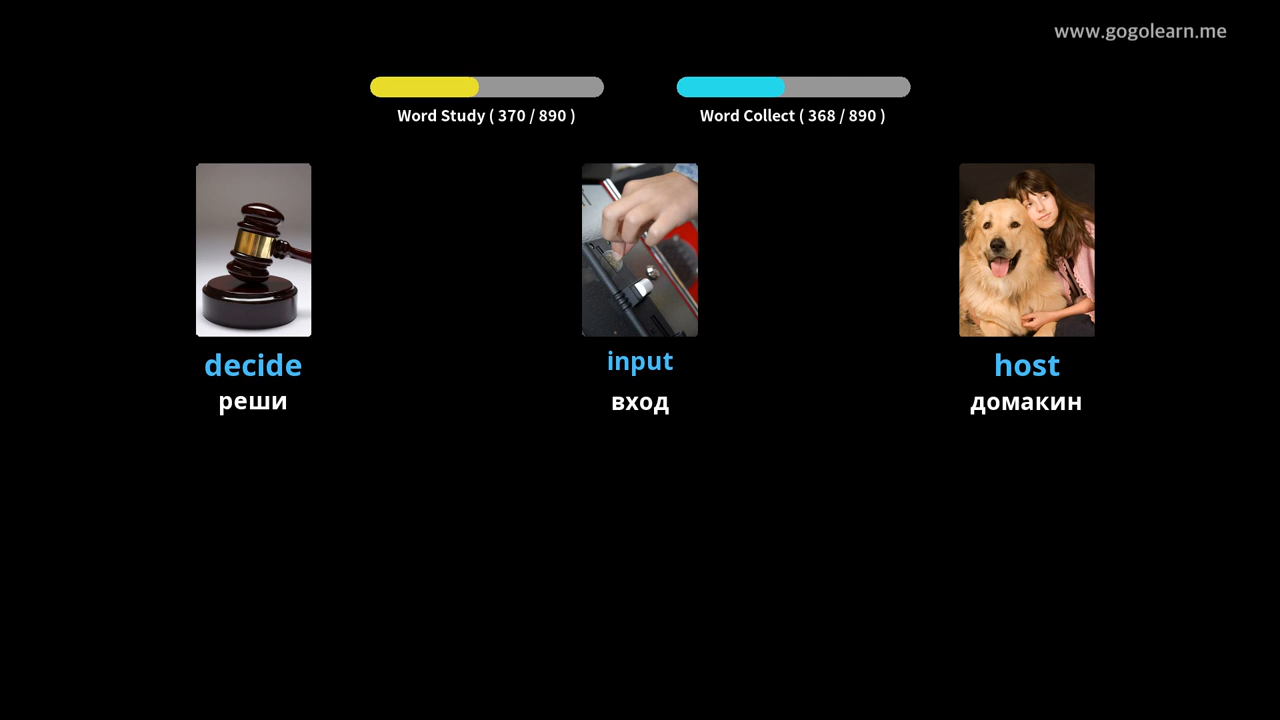 www.gogolearn.me
Word Study ( 370 / 890 )
Word Collect ( 368 / 890 )
decide
реши
input
вход
host
домакин